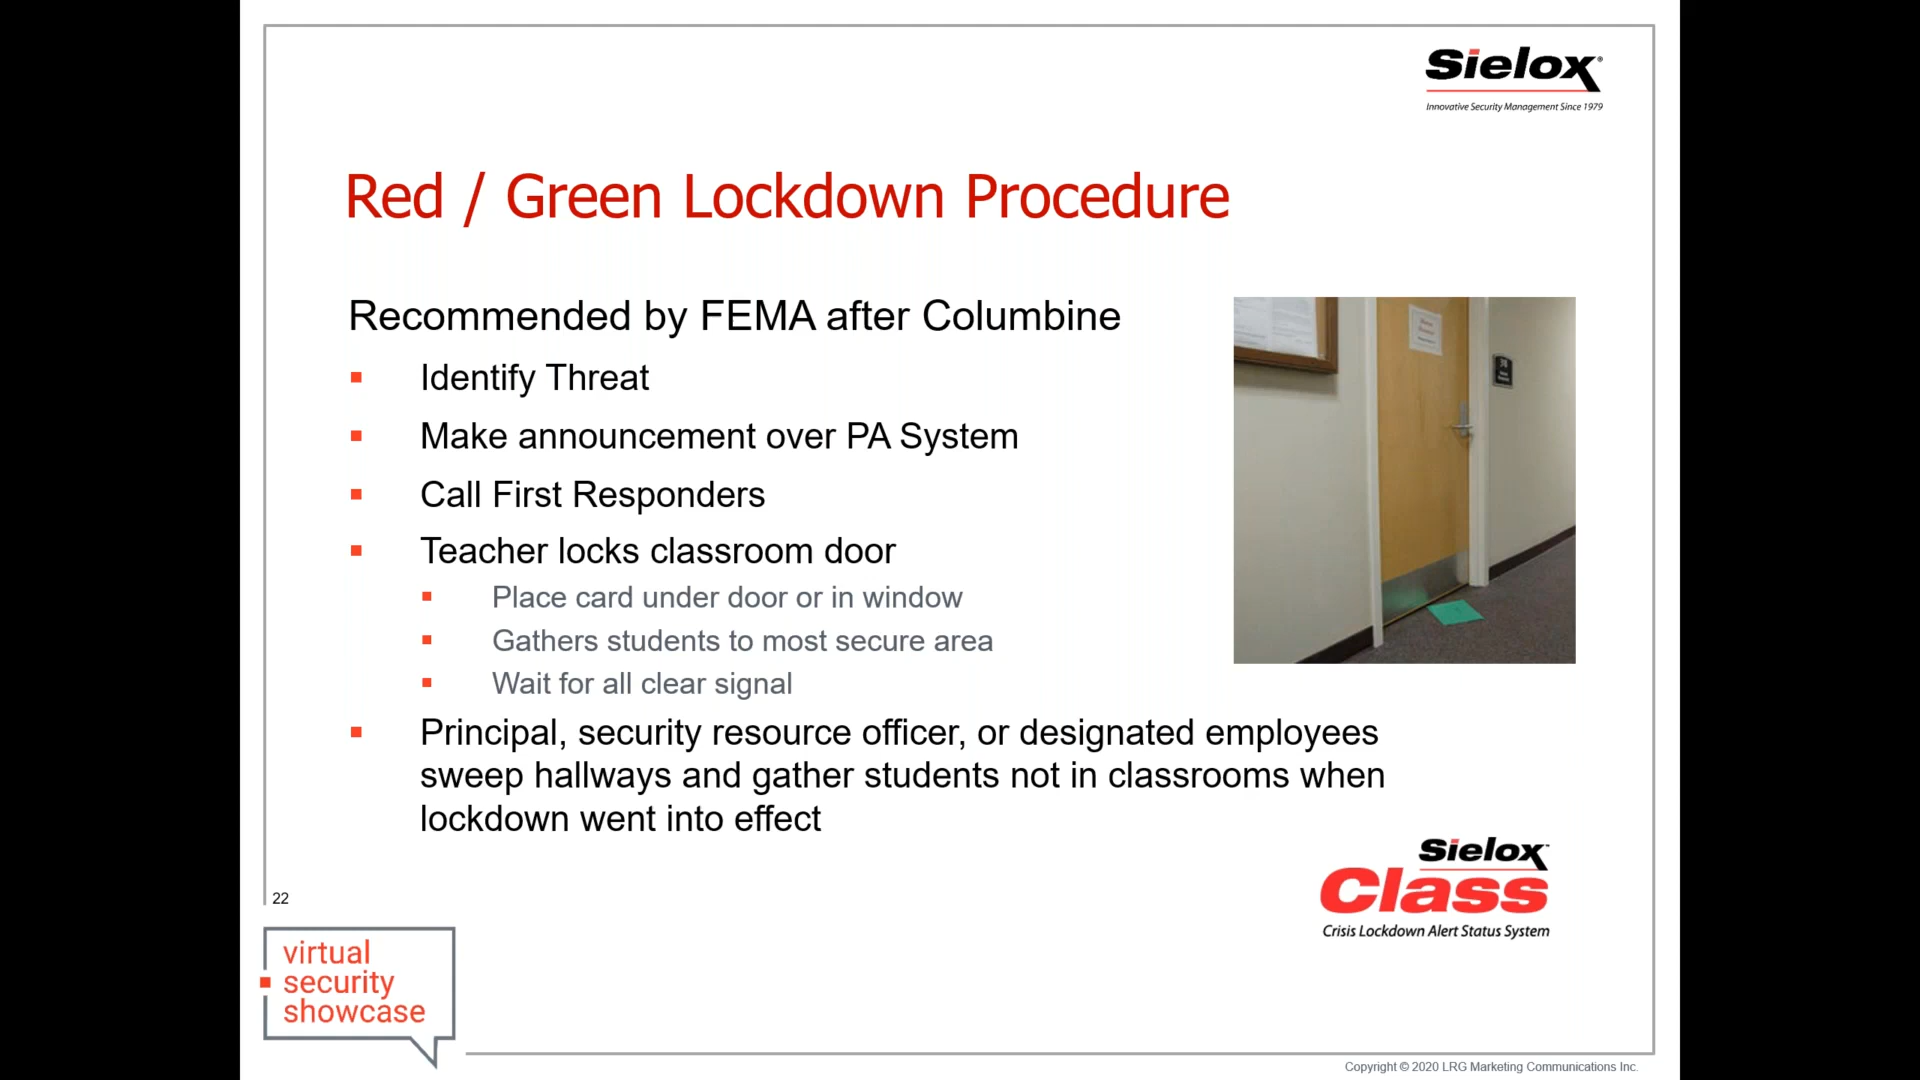 Sielox®
Innovative Security Management Since 1979
Red / Green Lockdown Procedure
Recommended by FEMA after Columbine
Identify Threat
Make announcement over PA System
Call First Responders
Teacher locks classroom door
Place card under door or in window
Gathers students to most secure area
Wait for all clear signal
Principal, security resource officer, or designated employees
sweep hallways and gather students not in classrooms when
lockdown went into effect
Sielox™
Class
Crisis Lockdown Alert Status System
22
virtual
security
showcase
Copyright © 2020 LRG Marketing Communications Inc.